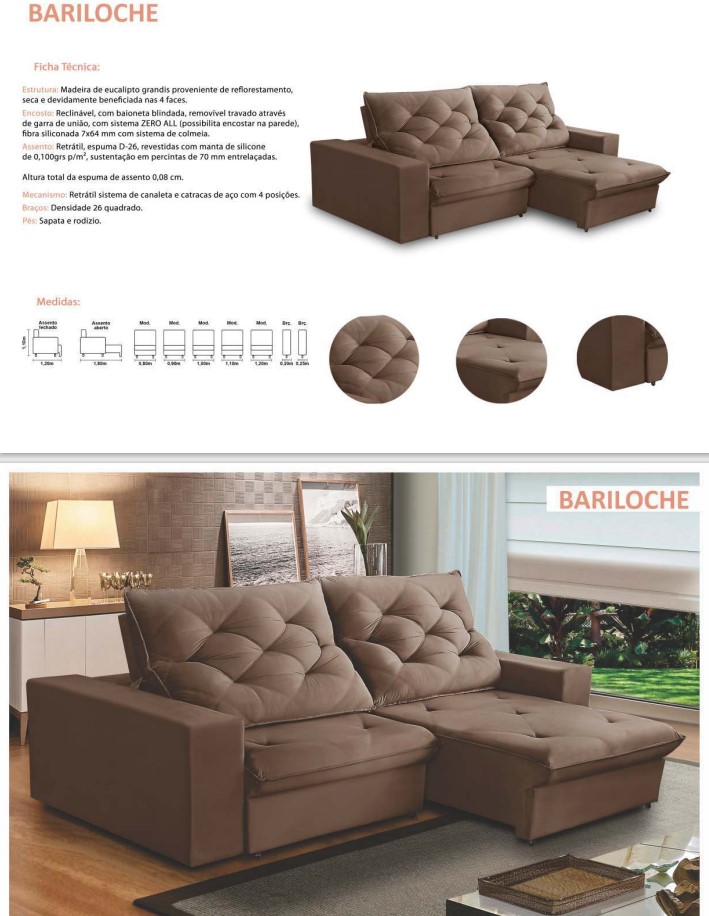 BARILOCHE
Ficha Técnica:
Estrutura: Madeira de eucalipto grandis proveniente de reflorestamento,
seca e devidamente beneficiada nas 4 faces.
Encosto: Reclinável, com baioneta blindada, removível travado através
de garra de união, com sistema ZERO ALL (possibilita encostar na parede),
fibra siliconada 7x64 mm com sistema de colmeia.
Assento: Retrátil, espuma D-26, revestidas com manta de silicone
de 0,100grs p/m², sustentação em percintas de 70 mm entrelaçadas.
Altura total da espuma de assento 0,08 cm.
Mecanismo: Retrátil sistema de canaleta e catracas de aço com 4 posições.
Braços: Densidade 26 quadrado.
Pés: Sapata e rodízio.
Medidas:
Assento fechado
Assento aberto
Mod. Mod. Mod. Mod. Mod. Brç. Brç.
1,10m
1,20m 1,80m 0,80m 0,90m 1,00m 1,10m 1,20m 0,20m 0,25m
BARILOCHE